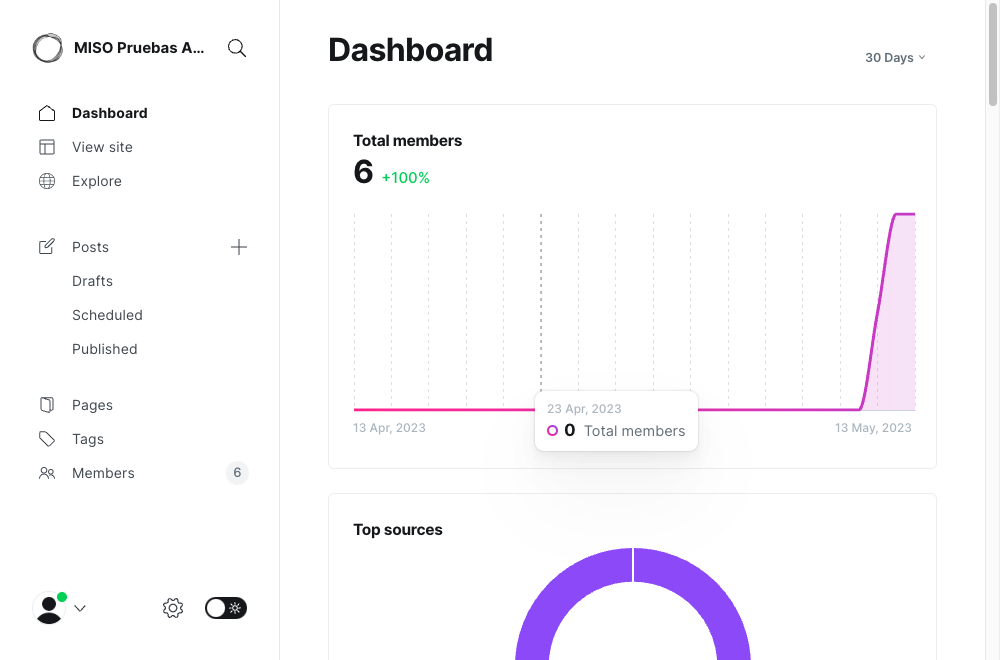 MISO Pruebas A...
Dashboard
View site
Explore
Posts
Drafts
Scheduled
Published
Pages
Tags
Members 6
Dashboard
30 Days
Total members
6 +100%
23 Apr, 2023
0 Total members
13 Apr, 2023 13 May, 2023
Top sources